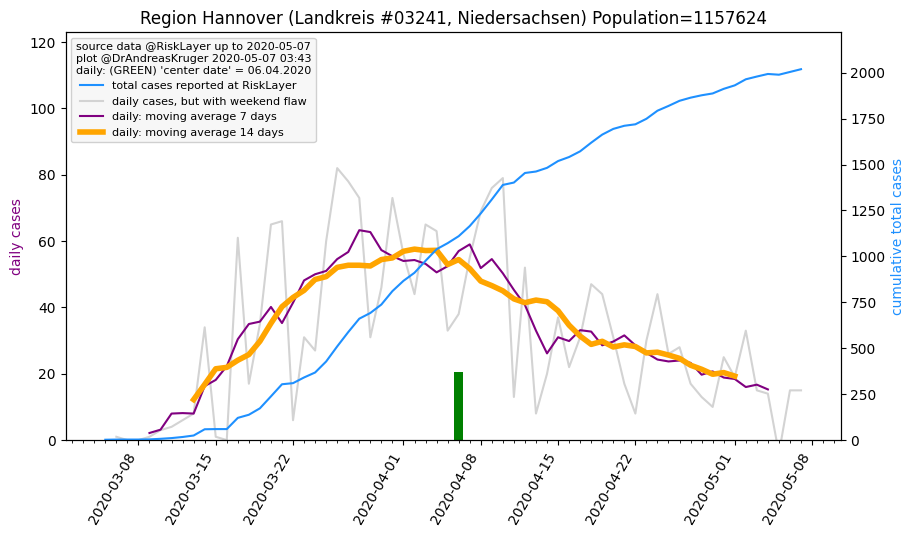 Region Hannover (Landkreis #03241, Niedersachsen) Population=1157624
source data @RiskLayer up to 2020-05-07
plot @DrAndreasKruger 2020-05-07 03:43
daily: (GREEN) 'center date' = 06.04.2020
total cases reported at RiskLayer
daily cases, but with weekend flaw
daily: moving average 7 days
daily: moving average 14 days
daily cases
120
100
80
60
40
20
0
cumulative total cases
2000
1750
1500
1250
1000
750
500
250
0
2020-03-08
2020-03-15
2020-03-22
2020-04-01
2020-04-08
2020-04-15
2020-04-22
2020-05-01
2020-05-08